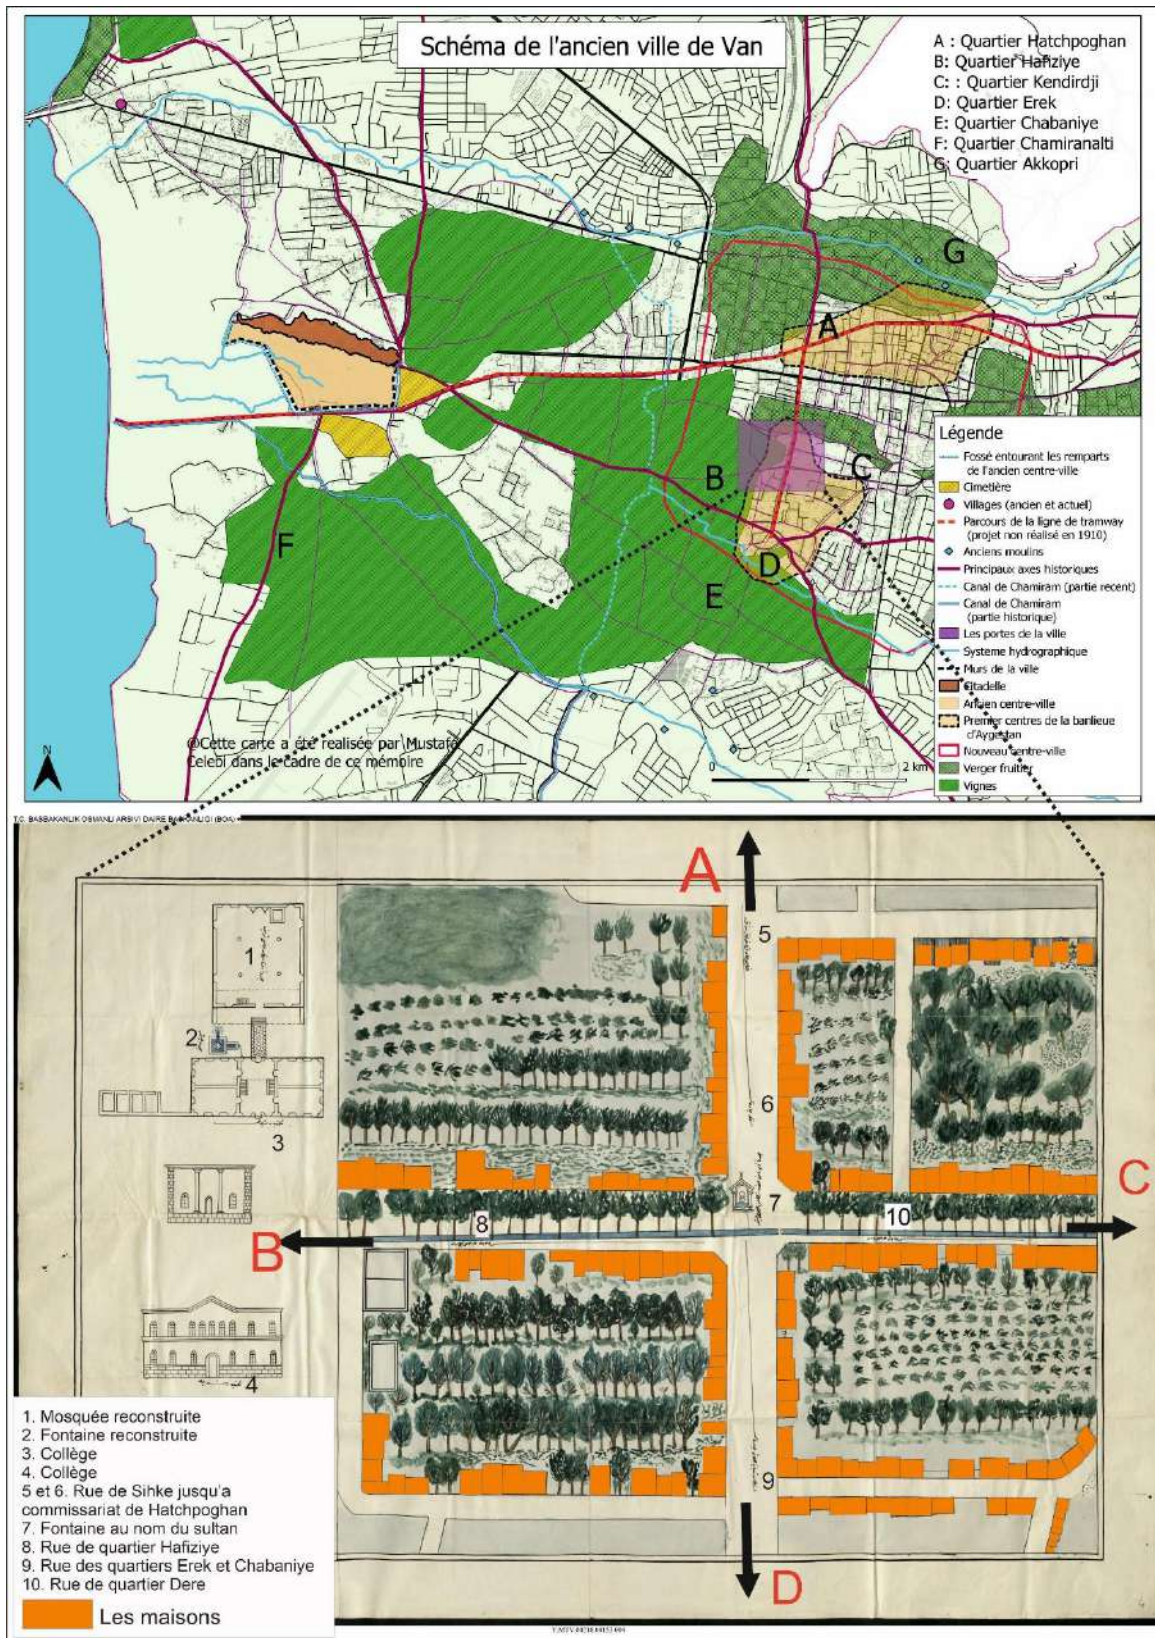 Schéma de l'ancien ville de Van
A : Quartier Hatchpoghan
B: Quartier Hafiziye
C: : Quartier Kendirdji
D: Quartier Erek
E: Quartier Chabaniye
F: Quartier Chamiranalti
G: Quartier Akkopri
G
A
B
C
D
E
F
Légende
Fossé entourant les remparts
de l'ancien centre-ville
Cimetière
Villages (ancien et actuel)
Parcours de la ligne de tramway
(projet non réalisé en 1910)
Anciens moulins
Principaux axes historiques
Canal de Chamiram (partie recent)
Canal de Chamiram
(partie historique)
Les portes de la ville
Systeme hydrographique
Murs de la ville
Citadelle
Ancien centre-ville
Premier centres de la banlieue
d'Aygestan
Nouveau centre-ville
Verger fruitier
Vignes
N
©Cette carte a été realisée par Mustafa
Celebi dans le cadre de ce mémoire
0 1 2 km
T.C. BASBAKANLIK OSMANLI ARSIVI DAIRE BASKANLIGI (BOA)
A
5
1
2
3
6
7
C
8
10
B
4
9
D
1. Mosquée reconstruite
2. Fontaine reconstruite
3. Collège
4. Collège
5 et 6. Rue de Sihke jusqu'a
commissariat de Hatchpoghan
7. Fontaine au nom du sultan
8. Rue de quartier Hafiziye
9. Rue des quartiers Erek et Chabaniye
10. Rue de quartier Dere
Les maisons